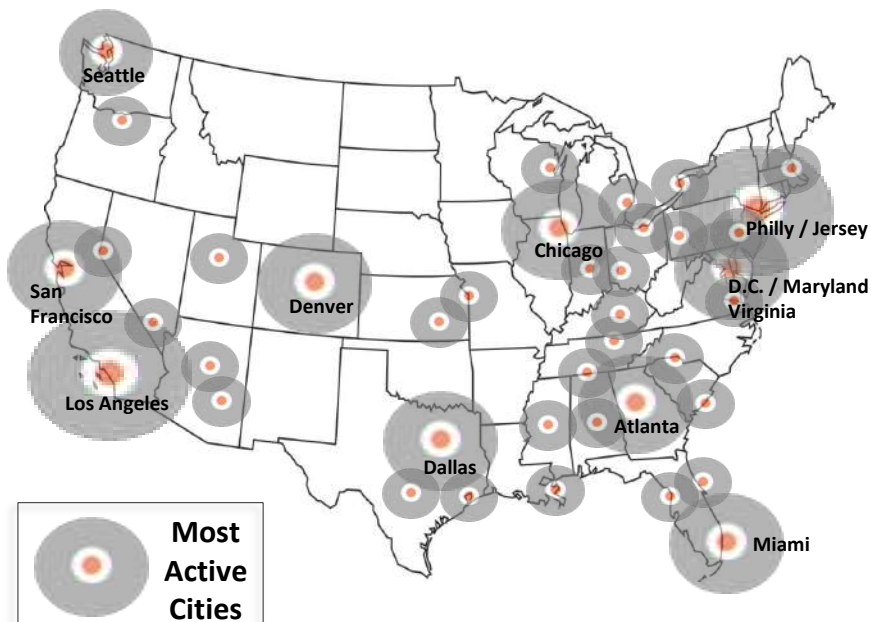 Seattle
Philly / Jersey
Chicago
D.C. / Maryland
Virginia
San
Francisco
Denver
Los Angeles
Atlanta
Dallas
Miami
Most
Active
Cities